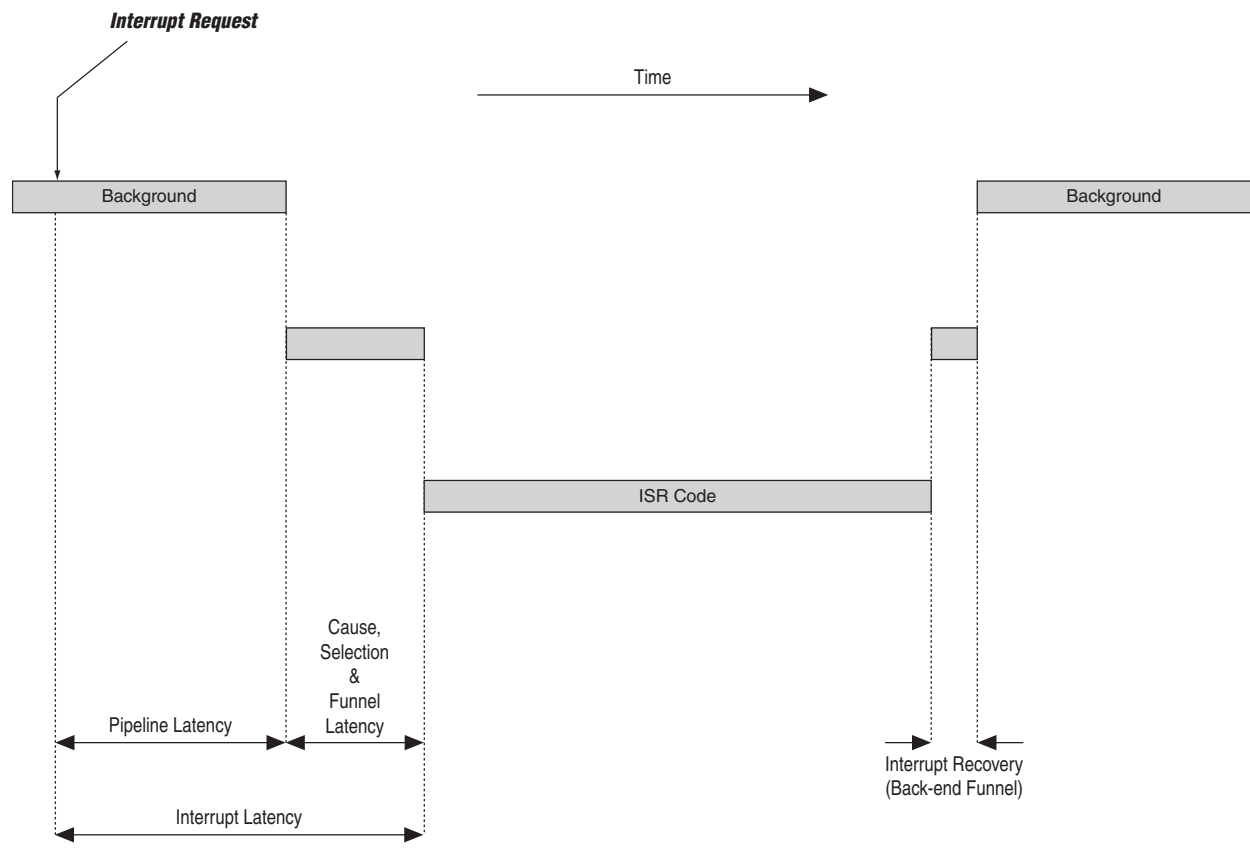 Interrupt Request
Time
Background
Background
ISR Code
Cause,
Selection
&
Funnel
Latency
Pipeline Latency
Interrupt Recovery
(Back-end Funnel)
Interrupt Latency